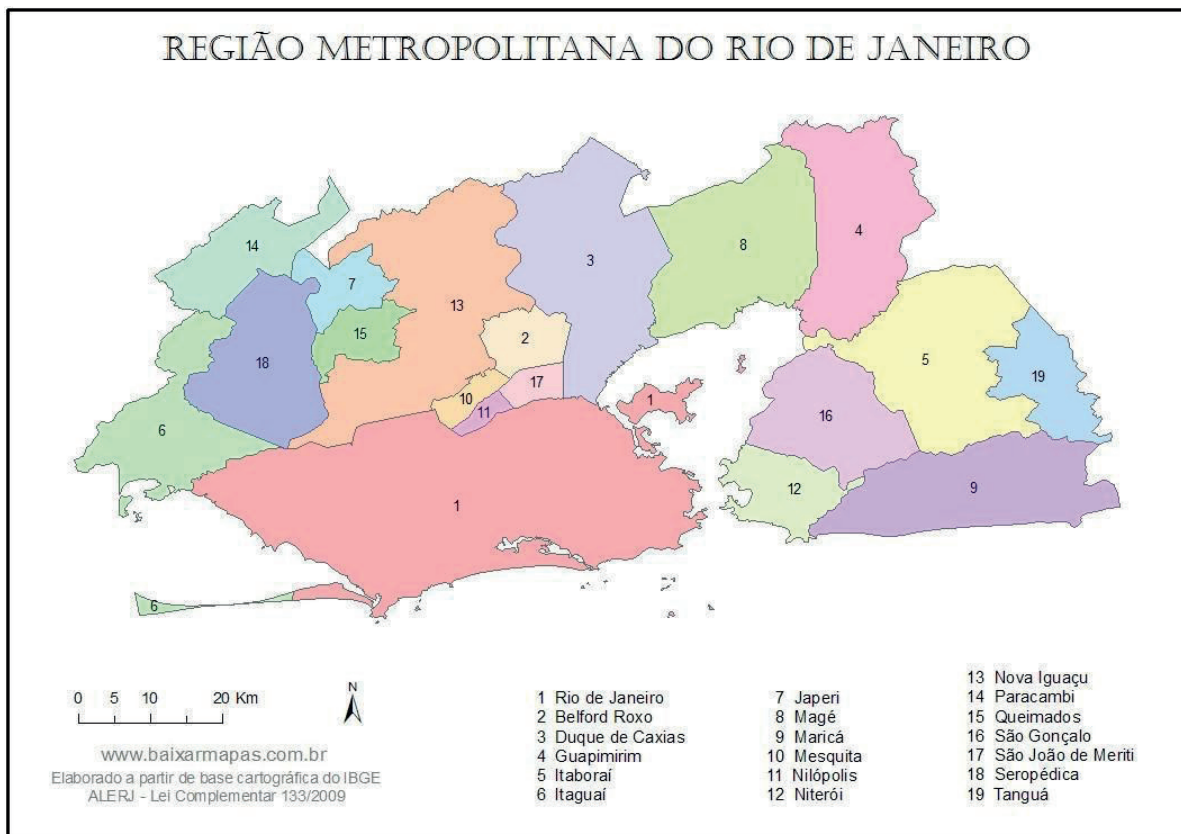 REGIÃO METROPOLITANA DO RIO DE JANEIRO
14
7
13
15
18
6
3
2
17
10
11
1
8
4
5
19
16
12
9
1
6
0 5 10 20 Km
N
www.baixarmapas.com.br
Elaborado a partir de base cartográfica do IBGE
ALERJ - Lei Complementar 133/2009
1 Rio de Janeiro
2 Belford Roxo
3 Duque de Caxias
4 Guapimirim
5 Itaboraí
6 Itaguaí
7 Japeri
8 Magé
9 Maricá
10 Mesquita
11 Nilópolis
12 Niterói
13 Nova Iguaçu
14 Paracambi
15 Queimados
16 São Gonçalo
17 São João de Meriti
18 Seropédica
19 Tanguá